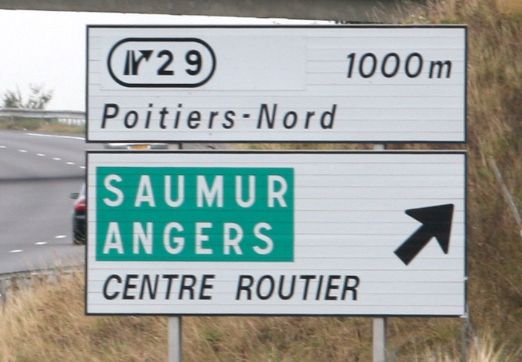 29 1000m
Poitiers-Nord
SAUMUR
ANGERS
CENTRE ROUTIER